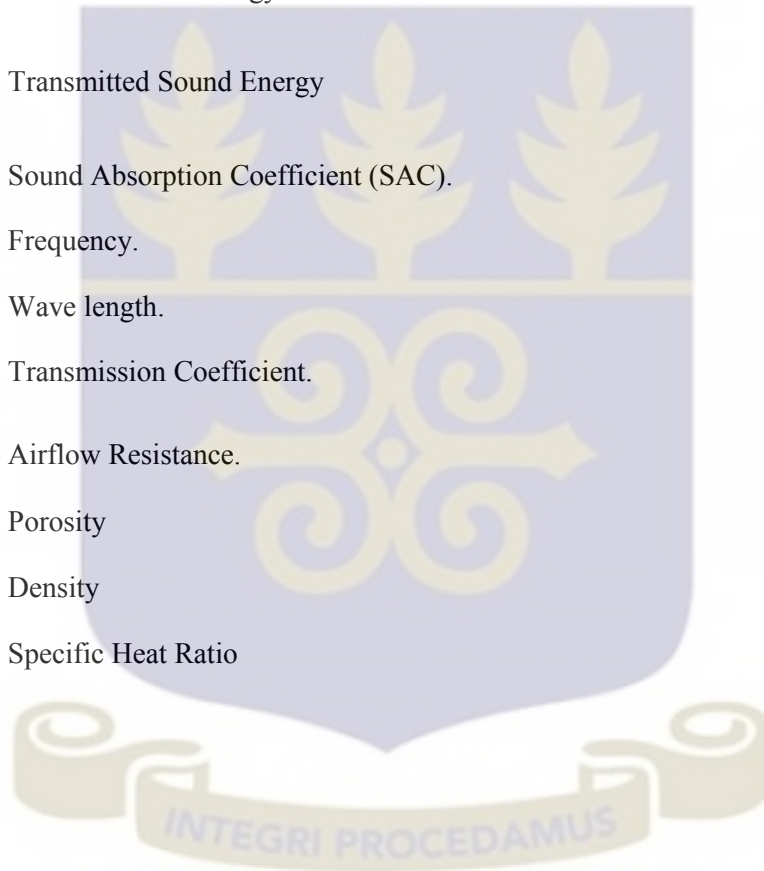 Transmitted Sound Energy
Sound Absorption Coefficient (SAC).
Frequency.
Wave length.
Transmission Coefficient.
Airflow Resistance.
Porosity
Density
Specific Heat Ratio
INTEGRI PROCEDAMUS